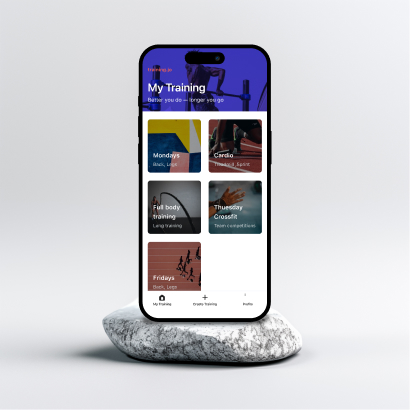 training.io
My Training
Better you do — longer you go
Mondays
Back, Legs
Cardio
Treadmill, Sprint
Full body
training
Long training
Thuesday
Crossfit
Team competitions
Fridays
Back, Legs
My Training
Create Training
Profile